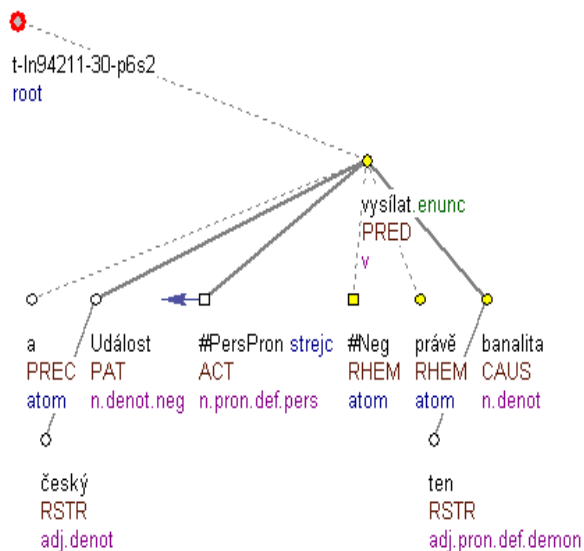 t-ln94211-30-p6s2
root
vysílat.enunc
PRED
v
a
PREC
atom
Událost
PAT
n.denot.neg
#PersPron strejc
ACT
n.pron.def.pers
#Neg
RHEM
atom
právě
RHEM
atom
banalita
CAUS
n.denot
český
RSTR
adj.denot
ten
RSTR
adj.pron.def.demon